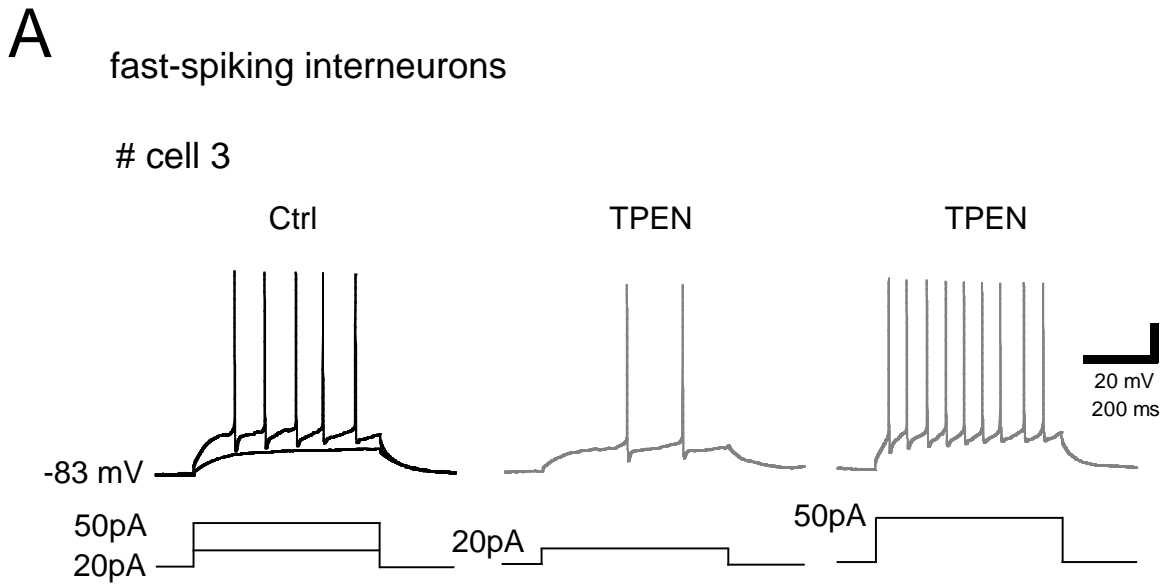 A
fast-spiking interneurons
# cell 3
Ctrl
TPEN
TPEN
20 mV
200 ms
-83 mV
50pA
20pA
20pA
50pA